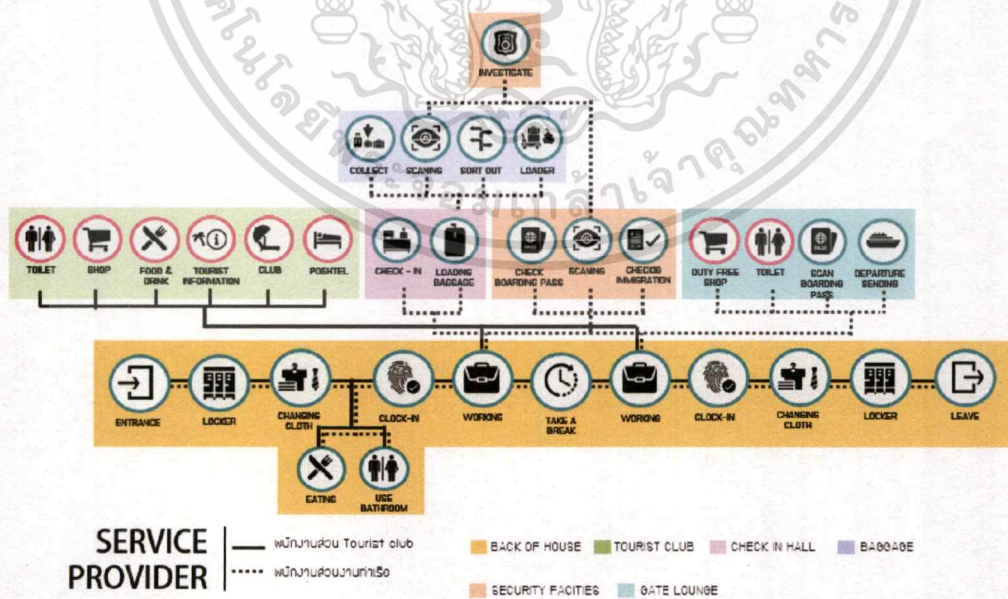 INVESTIGATE
COLLECT SCANING SORT OUT LOADER
TOILET SHOP FOOD & DRINK TOURIST INFORMATION CLUB POSHTEL CHECK - IN LOADING BAGGAGE CHECK BOARDING PASS SCANING CHECKING IMMIGRATION DUTY FREE SHOP TOILET SCAN BOARDING PASS DEPARTURE SENDING
ENTRANCE LOCKER CHANGING CLOTH CLOCK-IN WORKING TAKE A BREAK WORKING CLOCK-IN CHANGING CLOTH LOCKER LEAVE
EATING USE BATHROOM
SERVICE PROVIDER
พนักงานส่วน Tourist club
พนักงานส่วนงานท่าเรือ
BACK OF HOUSE TOURIST CLUB CHECK IN HALL BAGGAGE
SECURITY FACITIES GATE LOUNGE